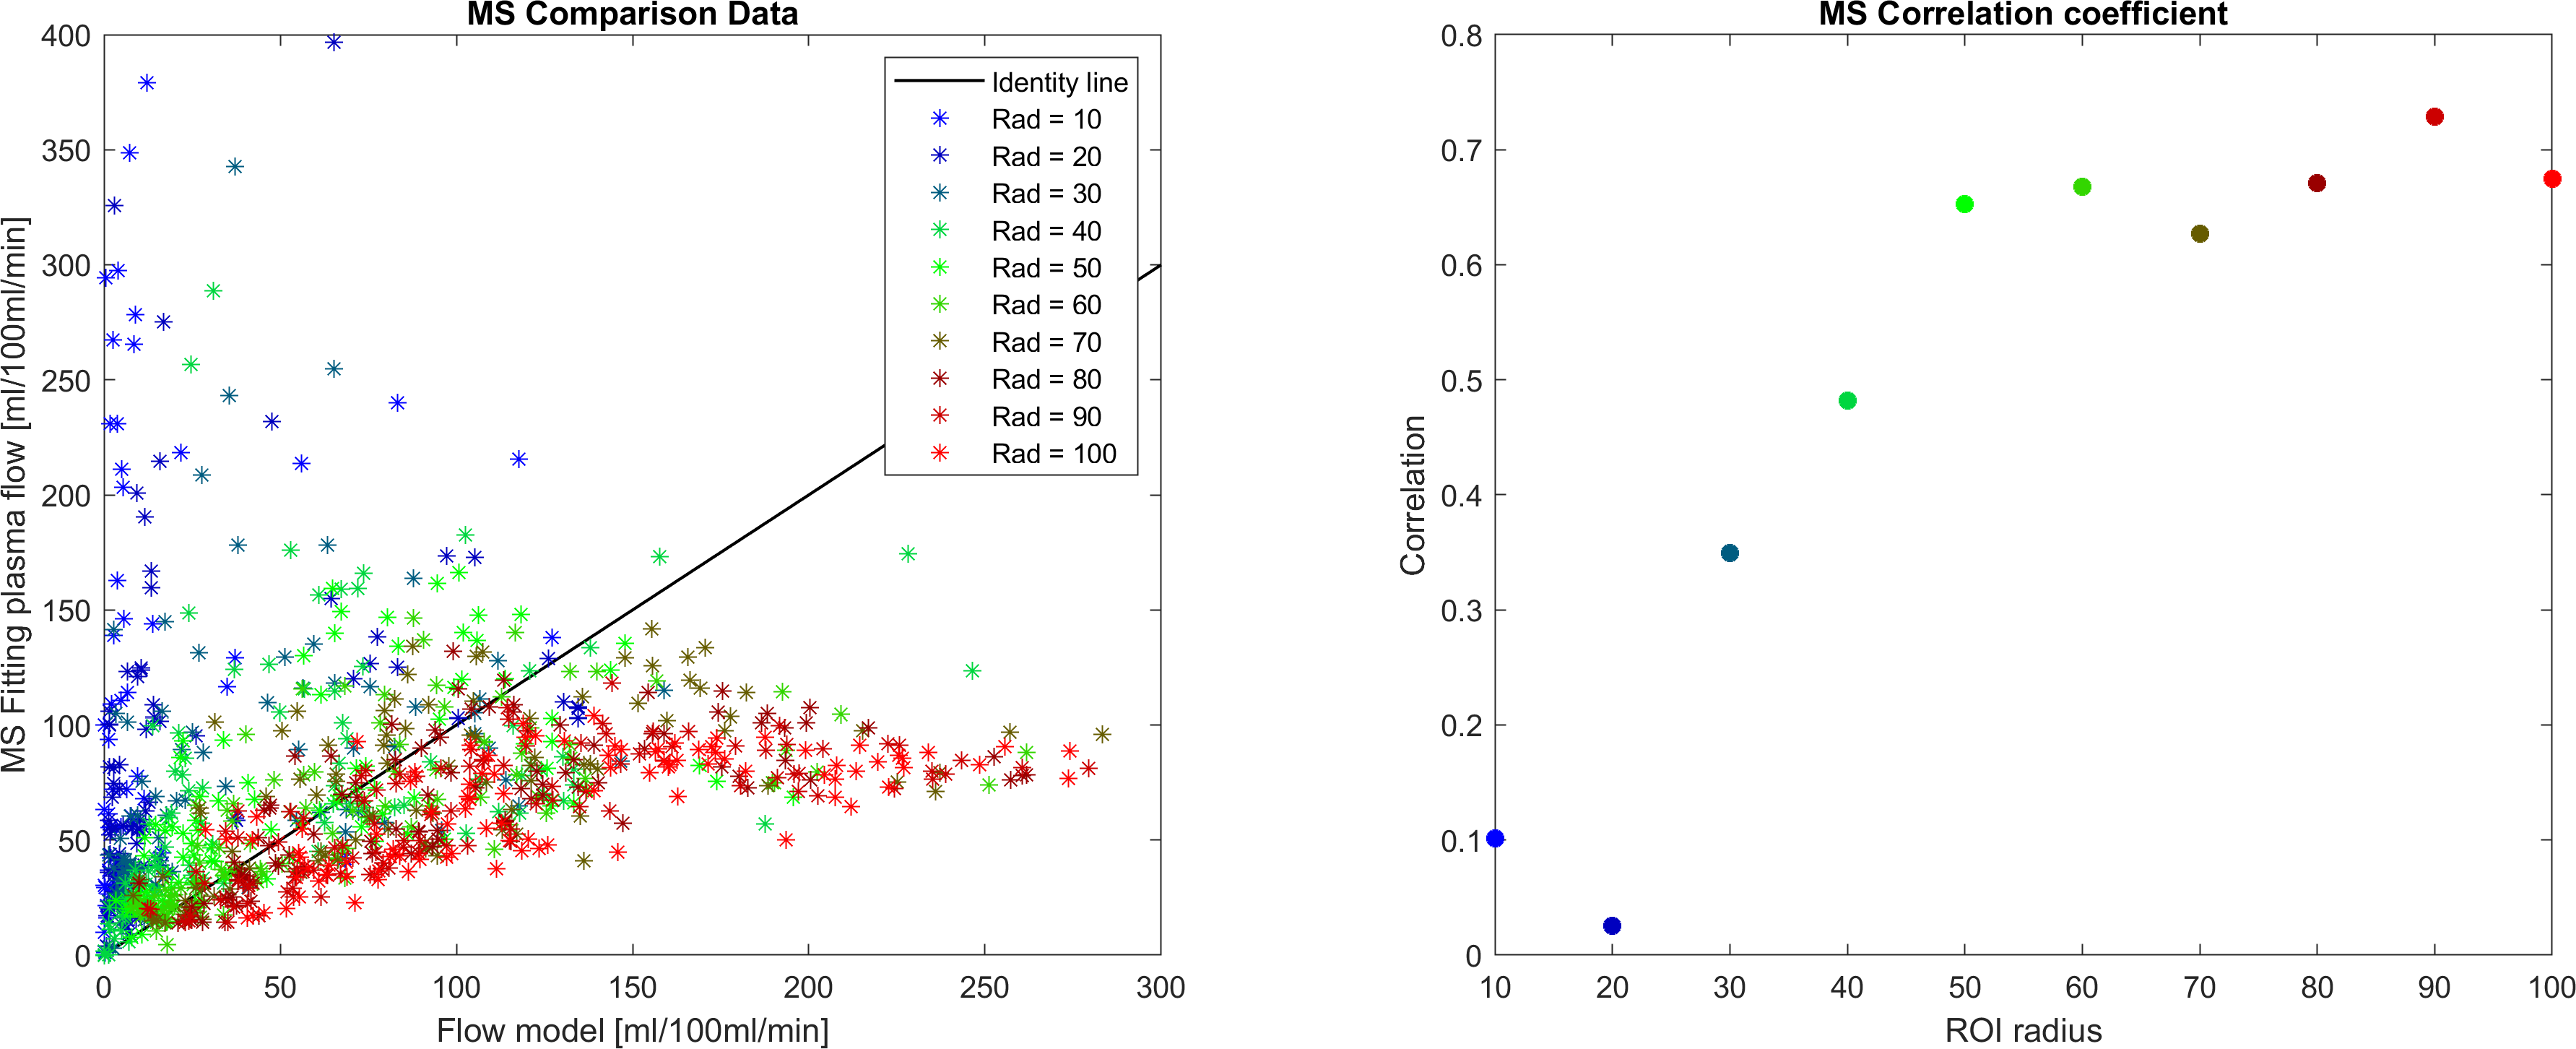 MS Comparison Data
400
350
300
250
200
150
100
50
0
MS Fitting plasma flow [ml/100ml/min]
Identity line
Rad = 10
Rad = 20
Rad = 30
Rad = 40
Rad = 50
Rad = 60
Rad = 70
Rad = 80
Rad = 90
Rad = 100
0 50 100 150 200 250 300
Flow model [ml/100ml/min]
MS Correlation coefficient
0.8
0.7
0.6
0.5
0.4
0.3
0.2
0.1
0
Correlation
10 20 30 40 50 60 70 80 90 100
ROI radius